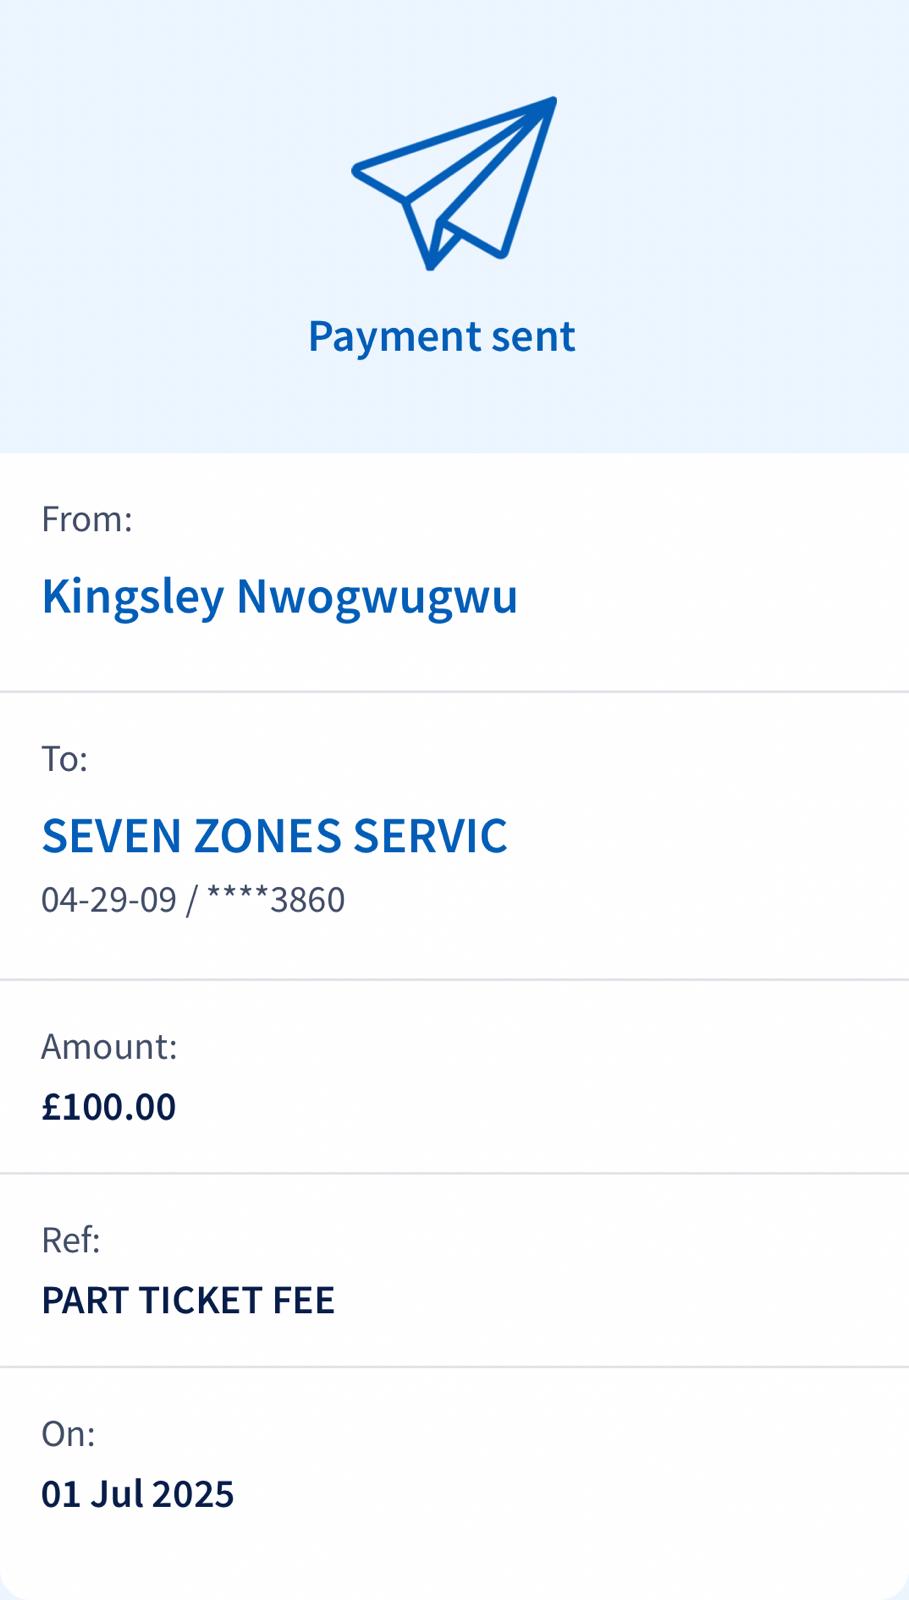 Payment sent
From:
Kingsley Nwogwugwu
To:
SEVEN ZONES SERVIC
04-29-09 / ****3860
Amount:
£100.00
Ref:
PART TICKET FEE
On:
01 Jul 2025